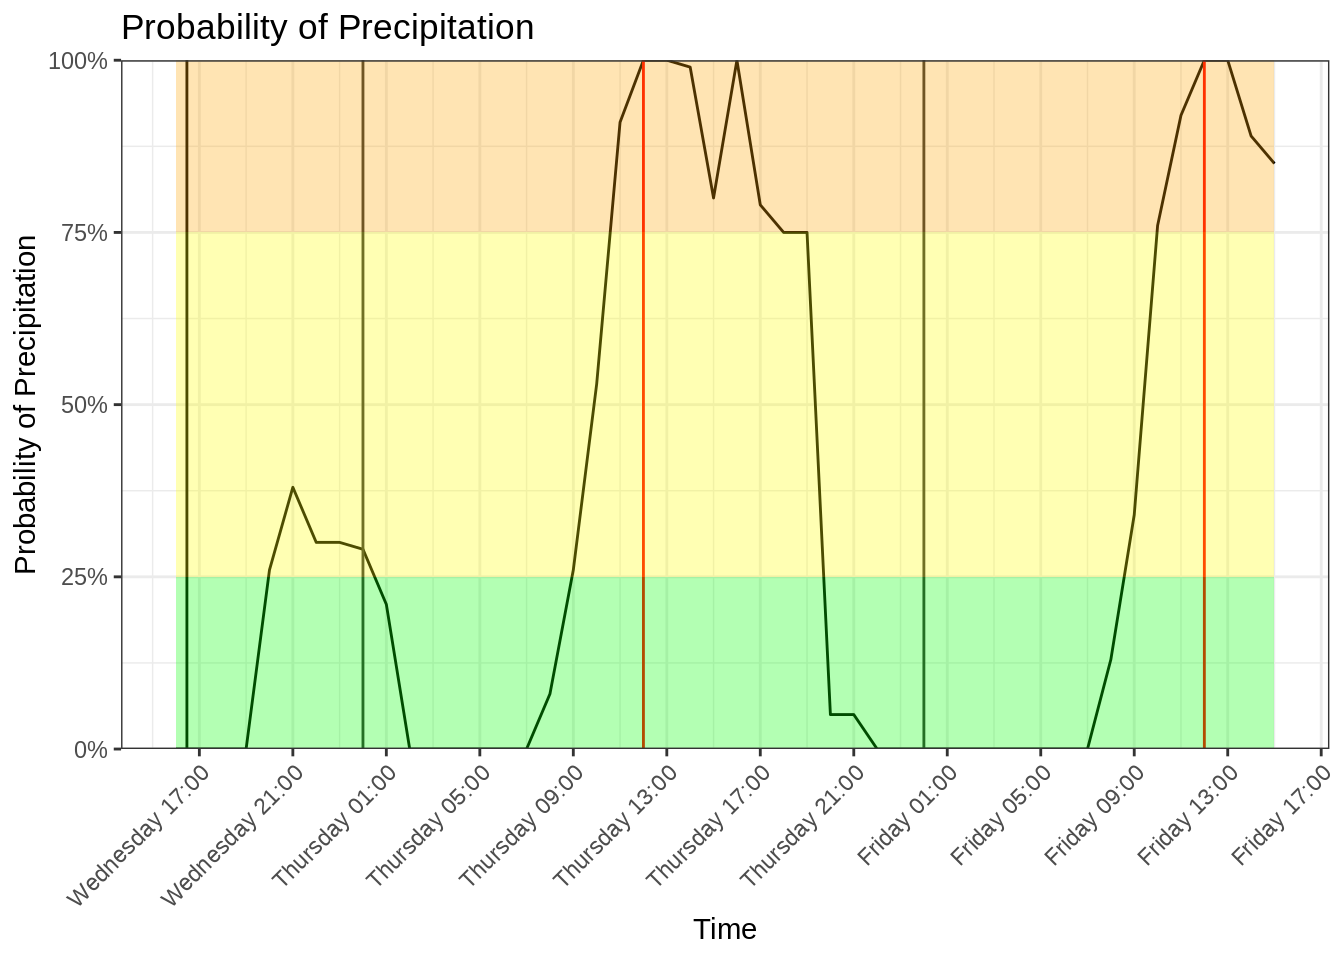 Probability of Precipitation
100%
75%
50%
25%
0%
Probability of Precipitation
Wednesday 17:00
Wednesday 21:00
Thursday 01:00
Thursday 05:00
Thursday 09:00
Thursday 13:00
Thursday 17:00
Thursday 21:00
Friday 01:00
Friday 05:00
Friday 09:00
Friday 13:00
Friday 17:00
Time